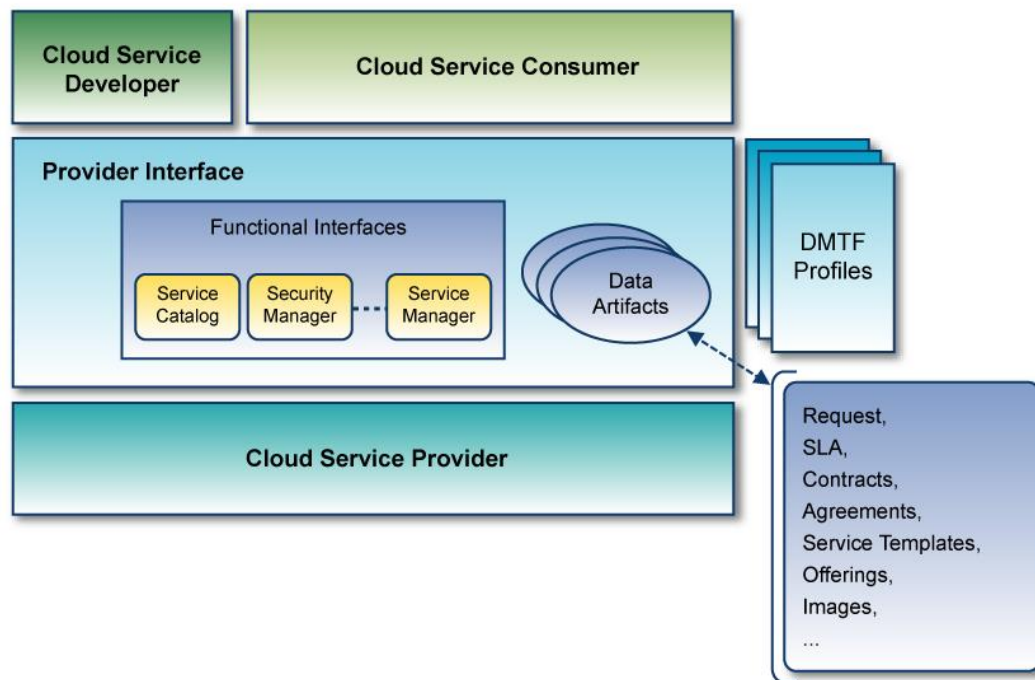 Cloud Service
Developer
Cloud Service Consumer
Provider Interface
Functional Interfaces
Service
Catalog
Security
Manager
Service
Manager
Data
Artifacts
DMTF
Profiles
Cloud Service Provider
Request,
SLA,
Contracts,
Agreements,
Service Templates,
Offerings,
Images,
...